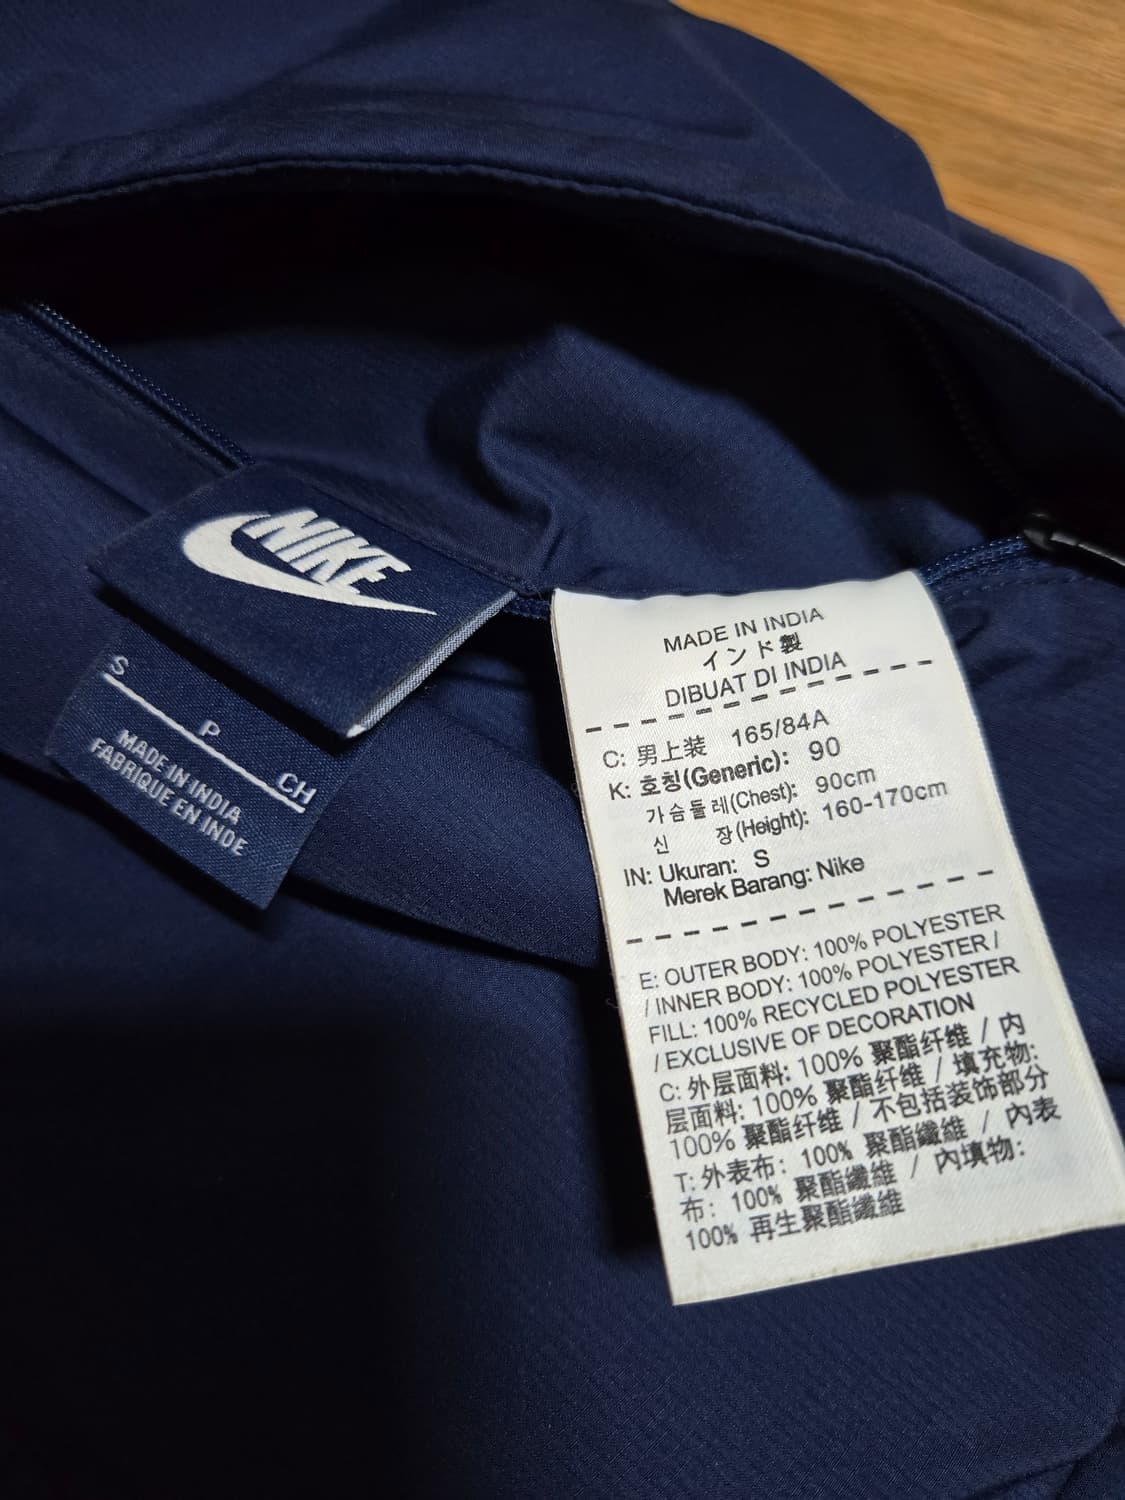 NIKE
S
P
CH
MADE IN INDIA
FABRIQUE EN INDE
MADE IN INDIA
インド製
DIBUAT DI INDIA
C: 男上装 165/84A
K: 호칭(Generic): 90
가슴둘레(Chest): 90cm
신 장(Height): 160-170cm
IN: Ukuran: S
Merek Barang: Nike
E: OUTER BODY: 100% POLYESTER
/ INNER BODY: 100% POLYESTER /
FILL: 100% RECYCLED POLYESTER
/ EXCLUSIVE OF DECORATION
C: 外层面料: 100% 聚酯纤维 / 内
层面料: 100% 聚酯纤维 / 填充物:
100% 聚酯纤维 / 不包括装饰部分
T: 外表布: 100% 聚酯纖維 / 內表
布: 100% 聚酯纖維 / 內填物:
100% 再生聚酯纖維